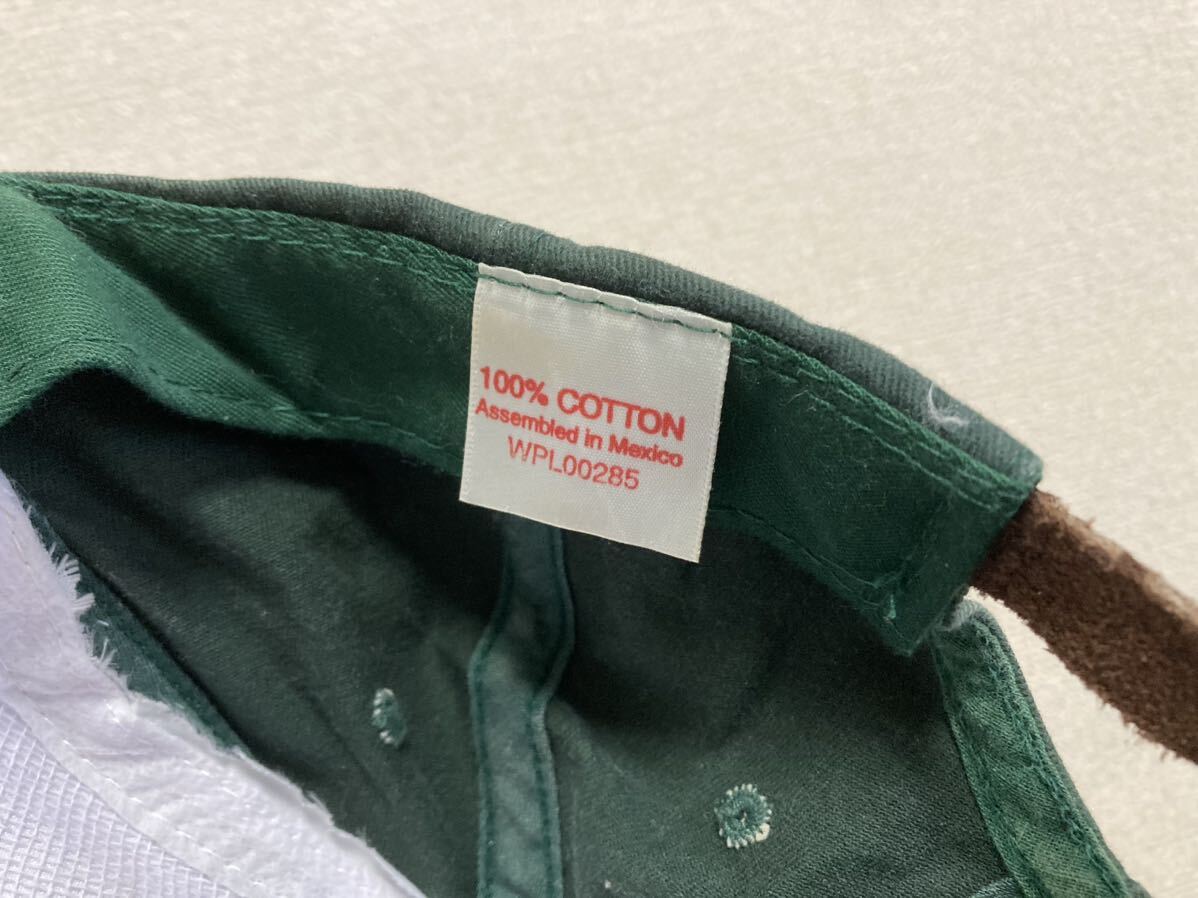 100% COTTON
Assembled in Mexico
WPL00285